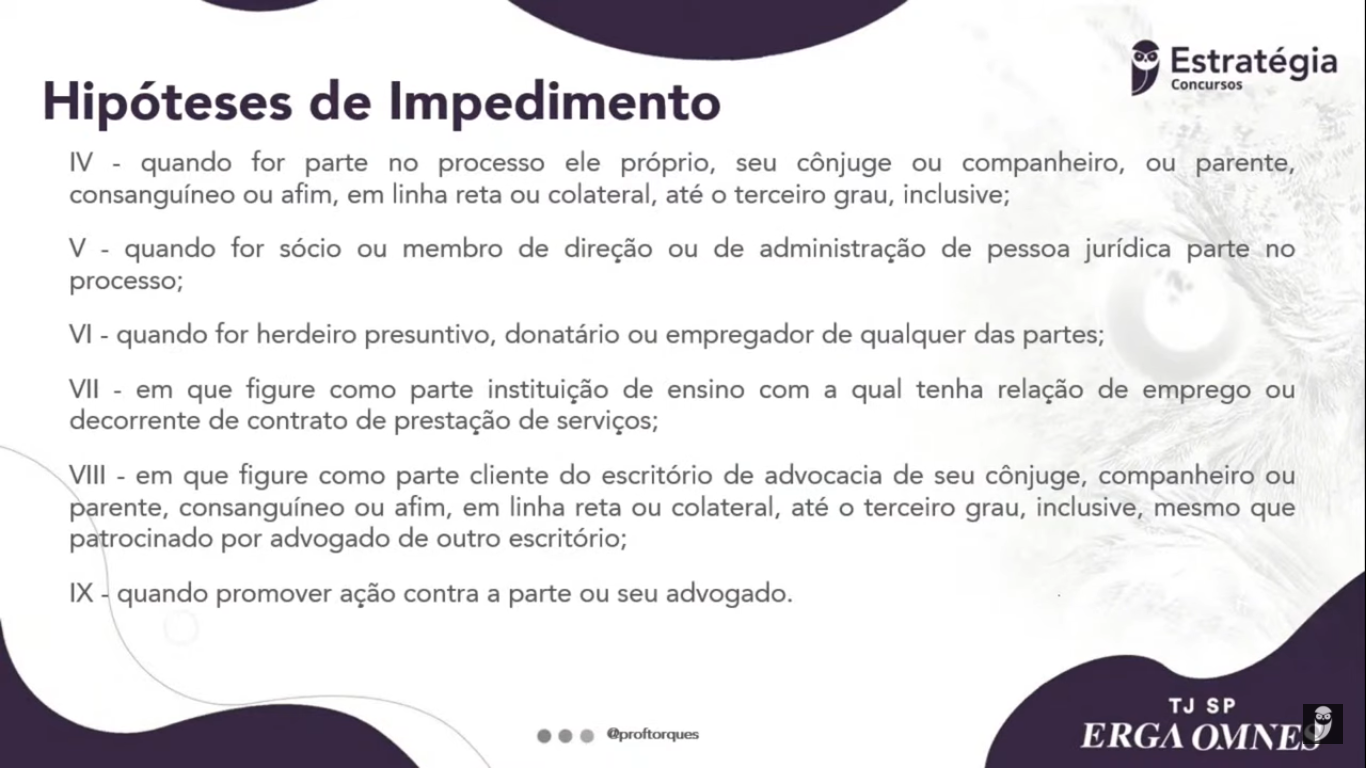 Estratégia
Concursos
Hipóteses de Impedimento
IV - quando for parte no processo ele próprio, seu cônjuge ou companheiro, ou parente,
consanguíneo ou afim, em linha reta ou colateral, até o terceiro grau, inclusive;
V - quando for sócio ou membro de direção ou de administração de pessoa jurídica parte no
processo;
VI - quando for herdeiro presuntivo, donatário ou empregador de qualquer das partes;
VII - em que figure como parte instituição de ensino com a qual tenha relação de emprego ou
decorrente de contrato de prestação de serviços;
VIII - em que figure como parte cliente do escritório de advocacia de seu cônjuge, companheiro ou
parente, consanguíneo ou afim, em linha reta ou colateral, até o terceiro grau, inclusive, mesmo que
patrocinado por advogado de outro escritório;
IX - quando promover ação contra a parte ou seu advogado.
@proftorques
TJ SP
ERGA OMNES